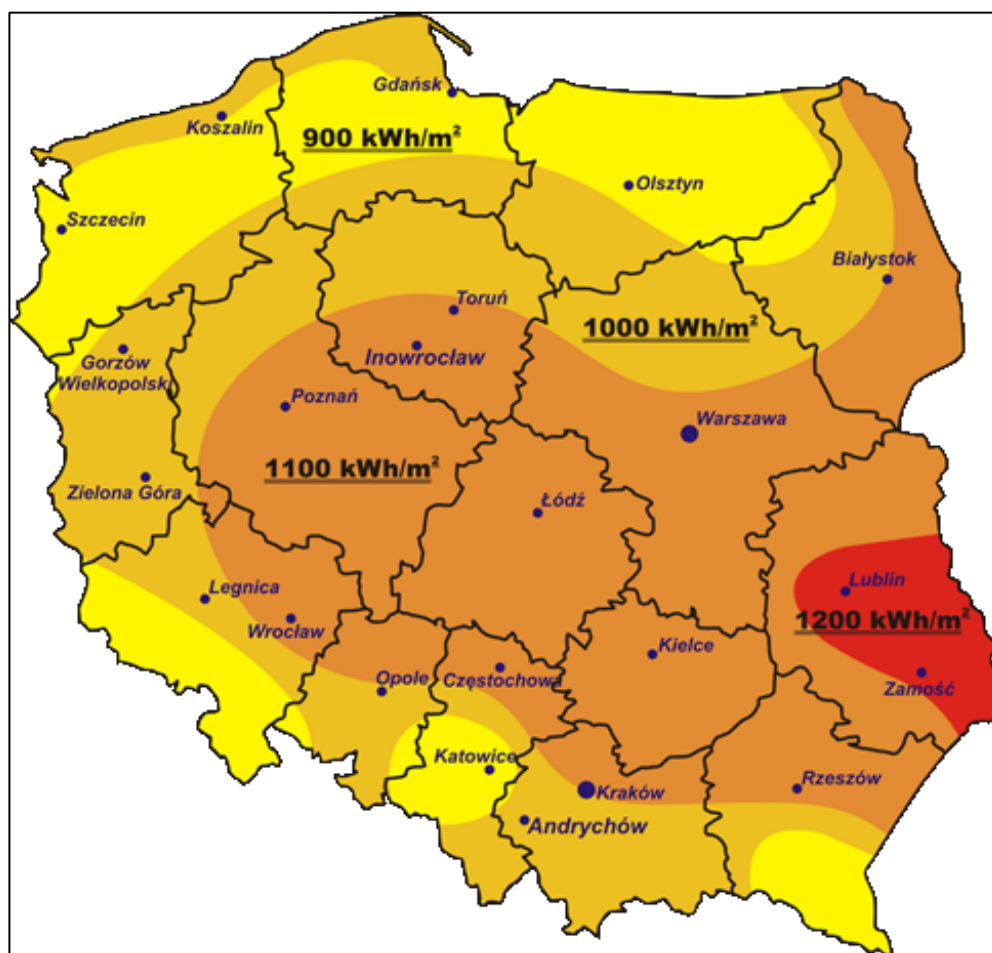 Gdańsk
Koszalin
900 kWh/m²
Olsztyn
Szczecin
Białystok
Toruń
1000 kWh/m²
Inowrocław
Gorzów
Wielkopolski
Poznań
Warszawa
1100 kWh/m²
Zielona Góra
Łódź
Legnica
Lublin
1200 kWh/m²
Wrocław
Kielce
Opole
Częstochowa
Zamość
Katowice
Rzeszów
Kraków
Andrychów